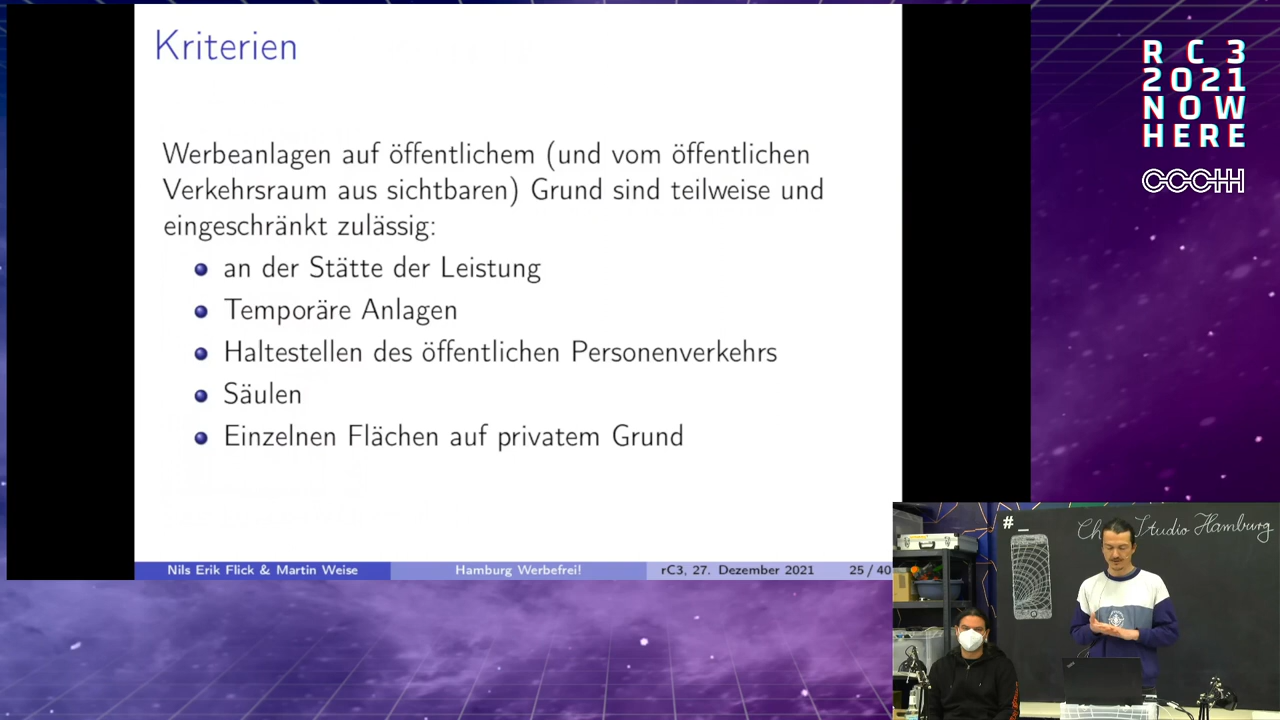 Kriterien
Werbeanlagen auf öffentlichem (und vom öffentlichen
Verkehrsraum aus sichtbaren) Grund sind teilweise und
eingeschränkt zulässig:
an der Stätte der Leistung
Temporäre Anlagen
Haltestellen des öffentlichen Personenverkehrs
Säulen
Einzelnen Flächen auf privatem Grund
Nils Erik Flick & Martin Weise Hamburg Werbefrei! rC3, 27. Dezember 2021 25 / 40
RC3
2021
NOW
HERE
CCCHH
#_
Studio Hamburg